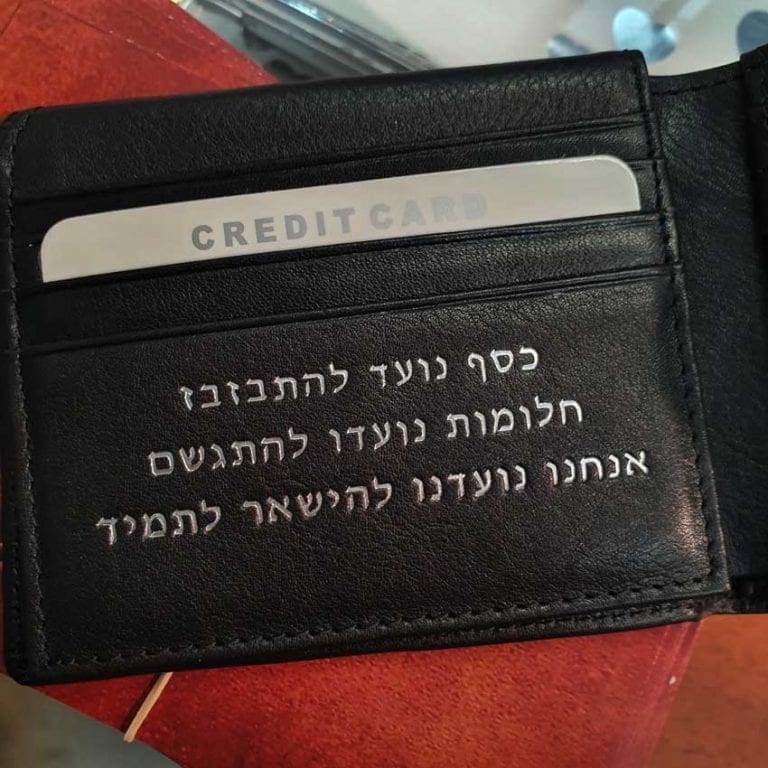 CREDIT CARD
כסף נועד להתבזבז
חלומות נועדו להתגשם
אנחנו נועדנו להישאר לתמיד